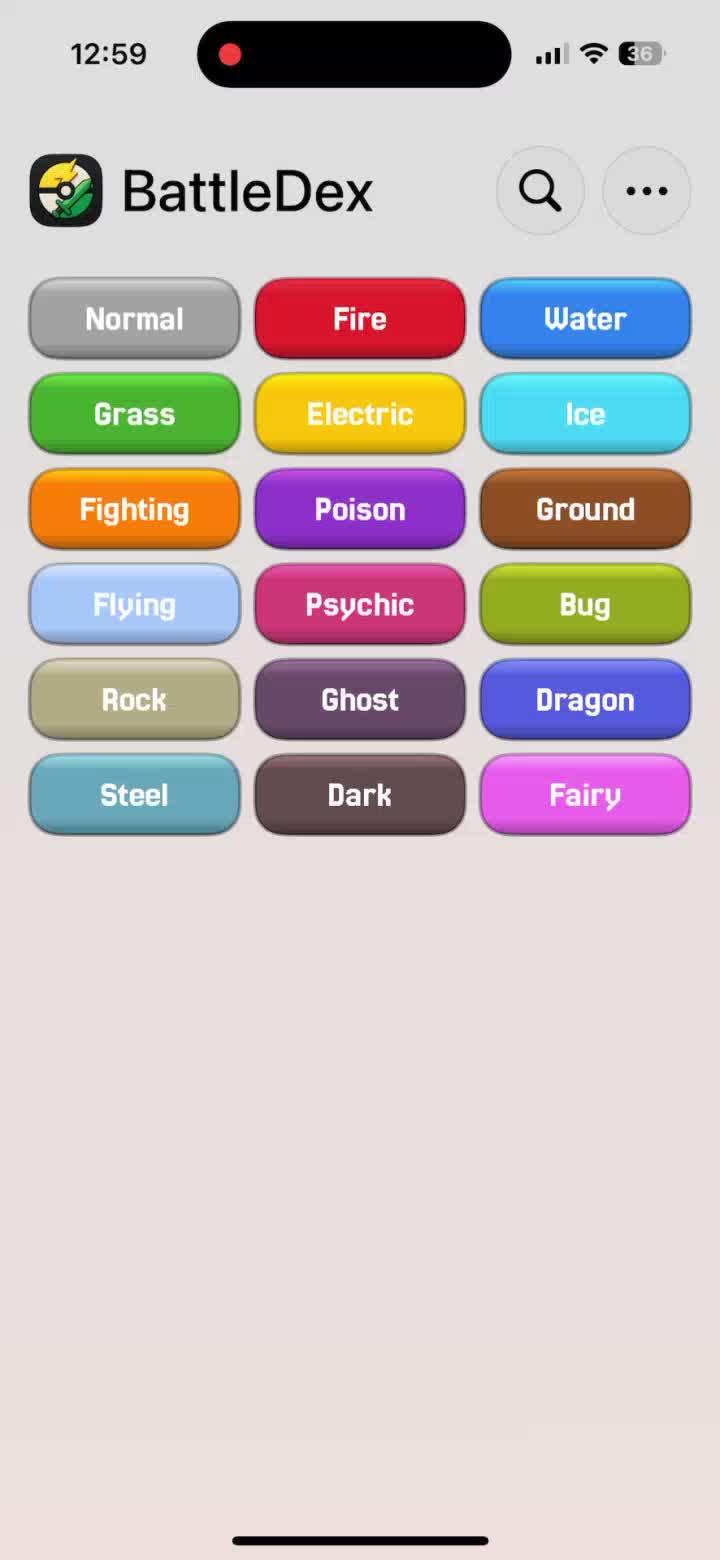 12:59
36
BattleDex
Normal Fire Water
Grass Electric Ice
Fighting Poison Ground
Flying Psychic Bug
Rock Ghost Dragon
Steel Dark Fairy